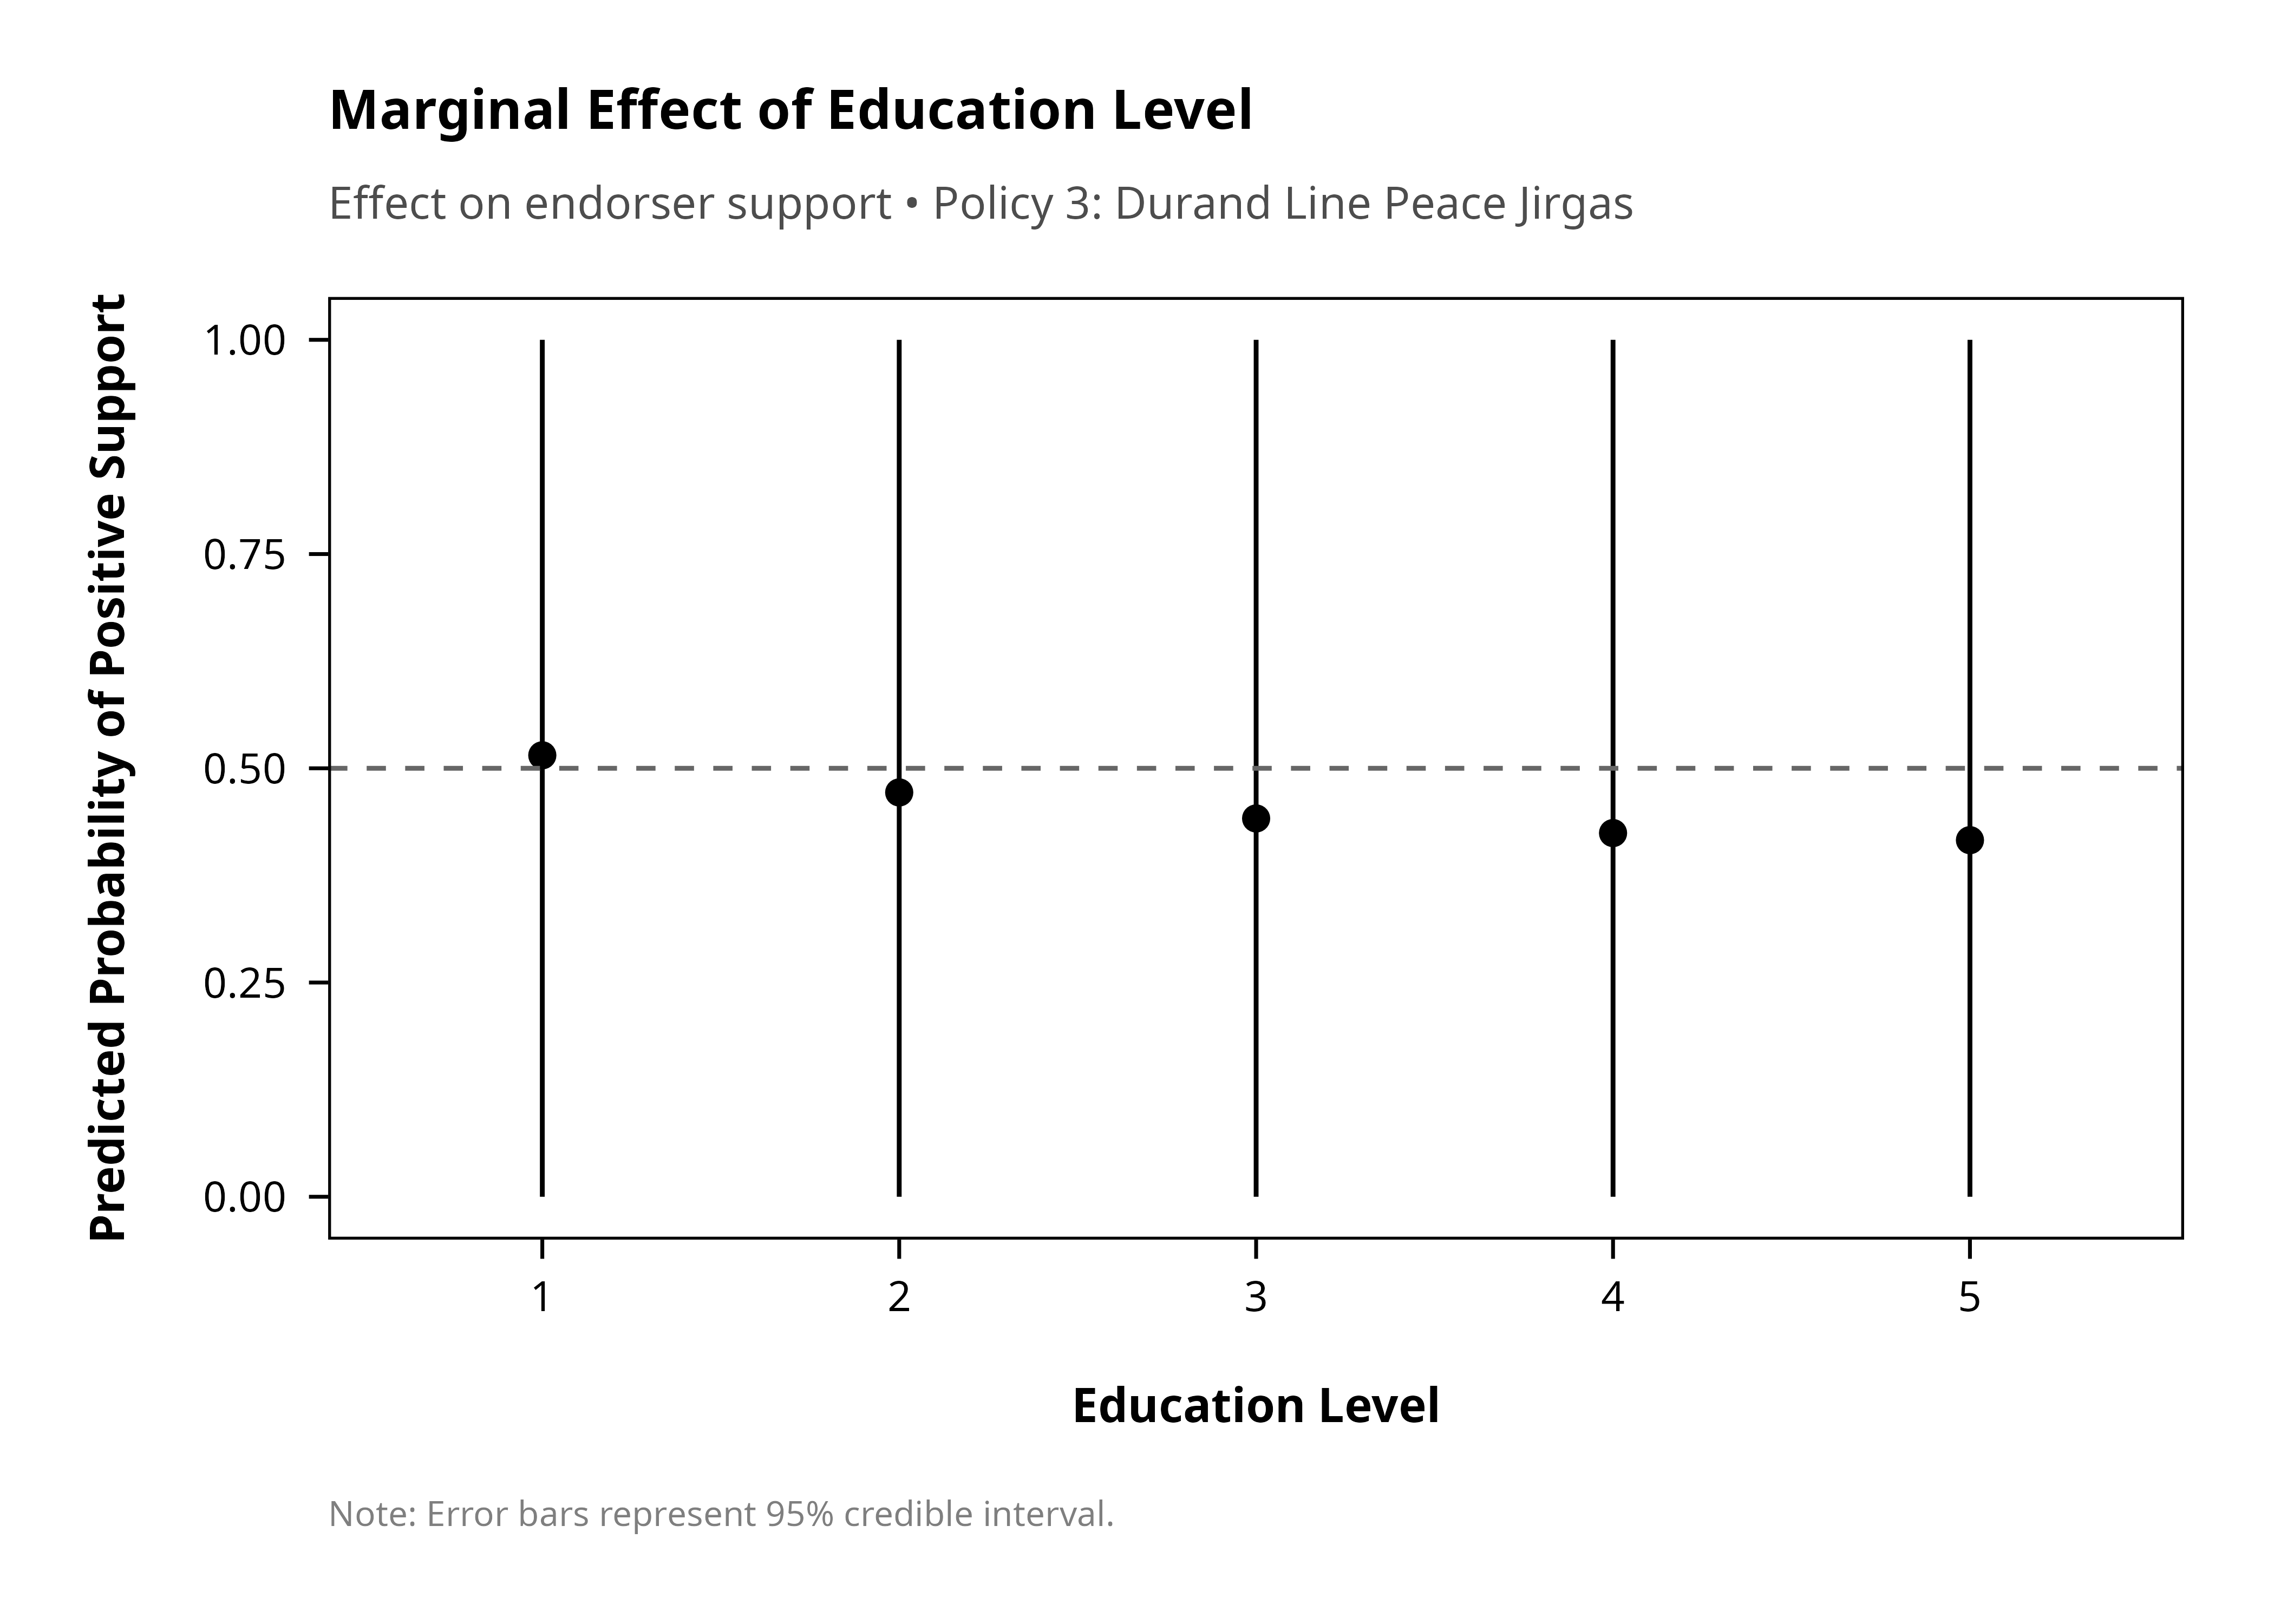 Marginal Effect of Education Level
Effect on endorser support • Policy 3: Durand Line Peace Jirgas
Predicted Probability of Positive Support
1.00
0.75
0.50
0.25
0.00
1 2 3 4 5
Education Level
Note: Error bars represent 95% credible interval.